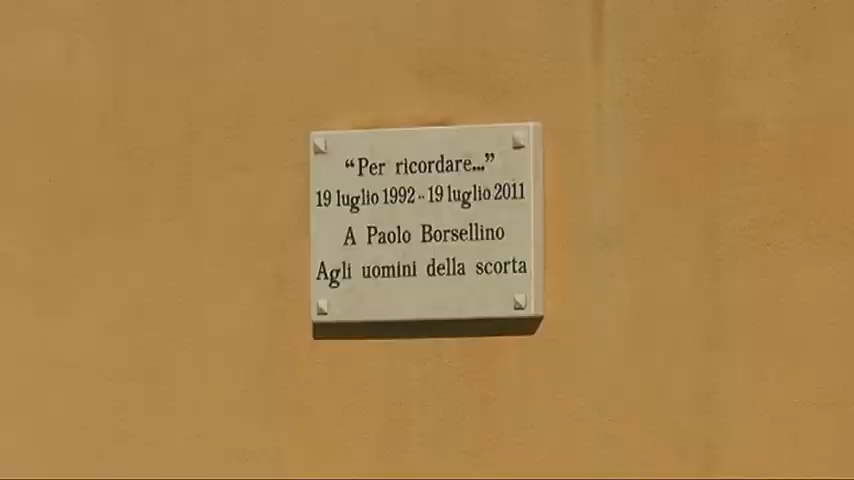 “Per ricordare...”
19 luglio 1992 - 19 luglio 2011
A Paolo Borsellino
Agli uomini della scorta